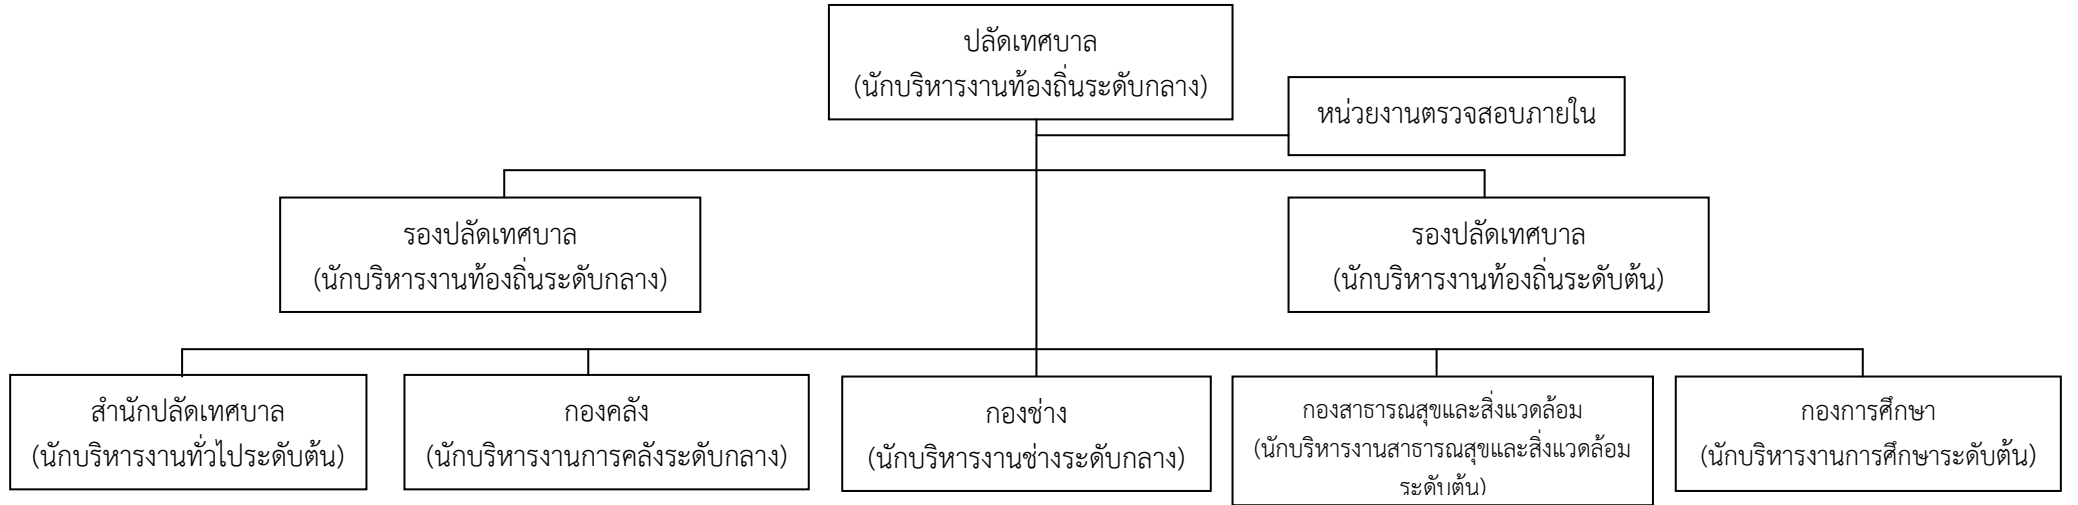 ปลัดเทศบาล
(นักบริหารงานท้องถิ่นระดับกลาง)
หน่วยงานตรวจสอบภายใน
รองปลัดเทศบาล
(นักบริหารงานท้องถิ่นระดับกลาง)
รองปลัดเทศบาล
(นักบริหารงานท้องถิ่นระดับต้น)
สำนักปลัดเทศบาล
(นักบริหารงานทั่วไประดับต้น)
กองคลัง
(นักบริหารงานการคลังระดับกลาง)
กองช่าง
(นักบริหารงานช่างระดับกลาง)
กองสาธารณสุขและสิ่งแวดล้อม
(นักบริหารงานสาธารณสุขและสิ่งแวดล้อม
ระดับต้น)
กองการศึกษา
(นักบริหารงานการศึกษาระดับต้น)